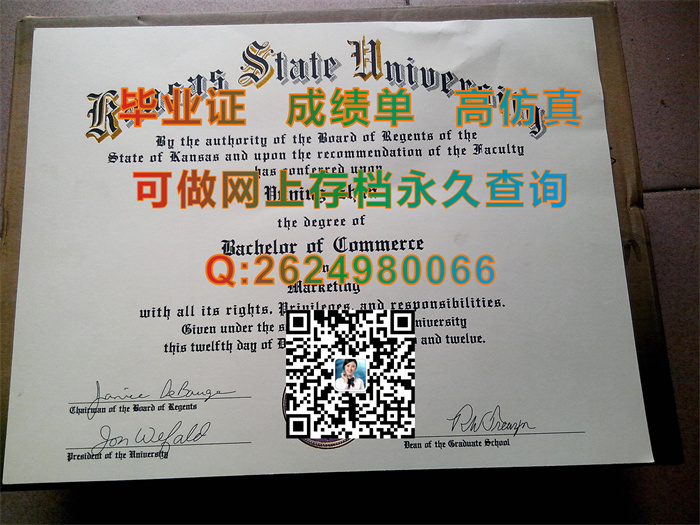 Kansas State University
毕业证 成绩单 高仿真
By the authority of the Board of Regents of the
State of Kansas and upon the recommendation of the Faculty
has conferred upon
可做网上存档永久查询
the degree of
Bachelor of Commerce
Q:2624980066
Marketing
with all its rights, Privileges, and responsibilities.
Given under the University
this twelfth day of and twelve.
Chairman of the Board of Regents
President of the University
Dean of the Graduate School